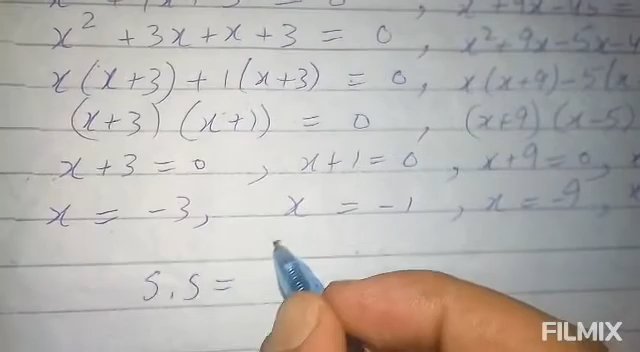 x² + 3x + x + 3 = 0 , x² + 9x - 5x - 4
x(x+3) + 1(x+3) = 0 , x(x+9) - 5(x
(x+3) (x+1) = 0 , (x+9) (x-5)
x + 3 = 0 , x + 1 = 0 , x + 9 = 0 ,
x = -3 , x = -1 , x = -9 ,
S.S =
FILMIX